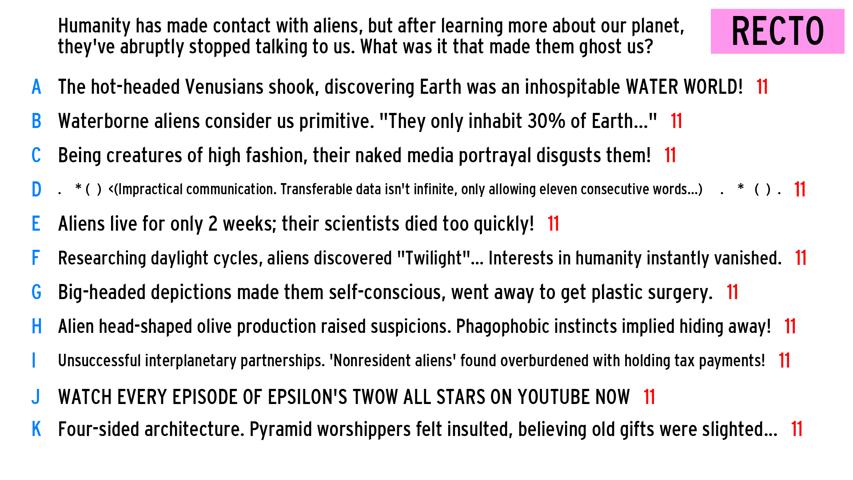 Humanity has made contact with aliens, but after learning more about our planet,
they've abruptly stopped talking to us. What was it that made them ghost us?
RECTO
A The hot-headed Venusians shook, discovering Earth was an inhospitable WATER WORLD! 11
B Waterborne aliens consider us primitive. "They only inhabit 30% of Earth..." 11
C Being creatures of high fashion, their naked media portrayal disgusts them! 11
D . *( ) <(Impractical communication. Transferable data isn't infinite, only allowing eleven consecutive words...) . * ( ) . 11
E Aliens live for only 2 weeks; their scientists died too quickly! 11
F Researching daylight cycles, aliens discovered "Twilight"... Interests in humanity instantly vanished. 11
G Big-headed depictions made them self-conscious, went away to get plastic surgery. 11
H Alien head-shaped olive production raised suspicions. Phagophobic instincts implied hiding away! 11
I Unsuccessful interplanetary partnerships. 'Nonresident aliens' found overburdened with holding tax payments! 11
J WATCH EVERY EPISODE OF EPSILON'S TWOW ALL STARS ON YOUTUBE NOW 11
K Four-sided architecture. Pyramid worshippers felt insulted, believing old gifts were slighted... 11